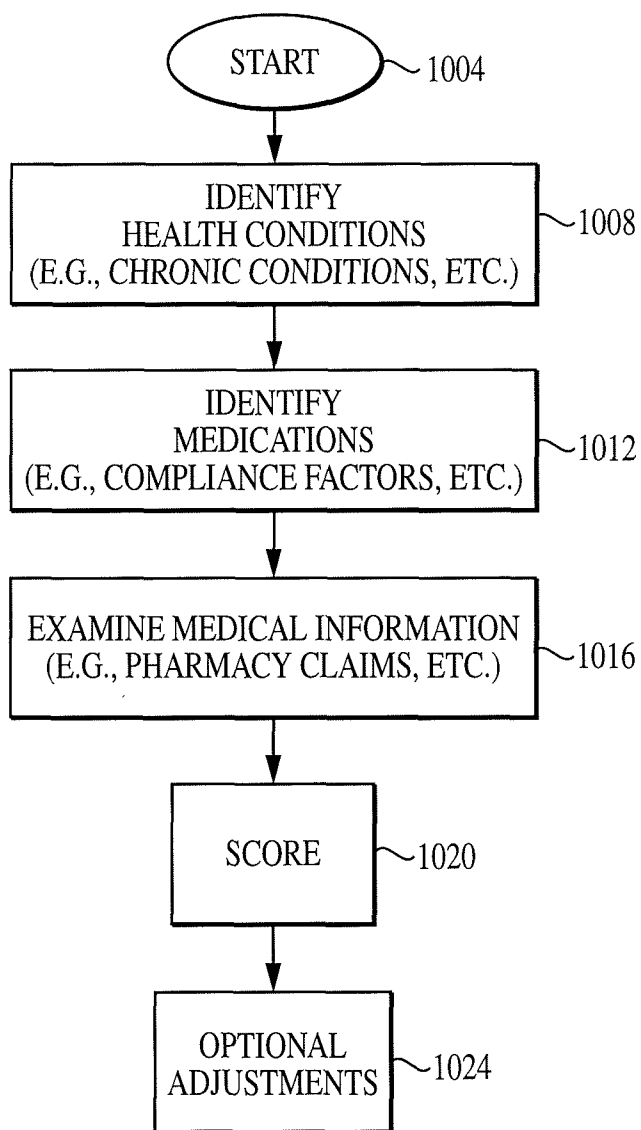 START
1004
IDENTIFY
HEALTH CONDITIONS
(E.G., CHRONIC CONDITIONS, ETC.)
1008
IDENTIFY
MEDICATIONS
(E.G., COMPLIANCE FACTORS, ETC.)
1012
EXAMINE MEDICAL INFORMATION
(E.G., PHARMACY CLAIMS, ETC.)
1016
SCORE
1020
OPTIONAL
ADJUSTMENTS
1024